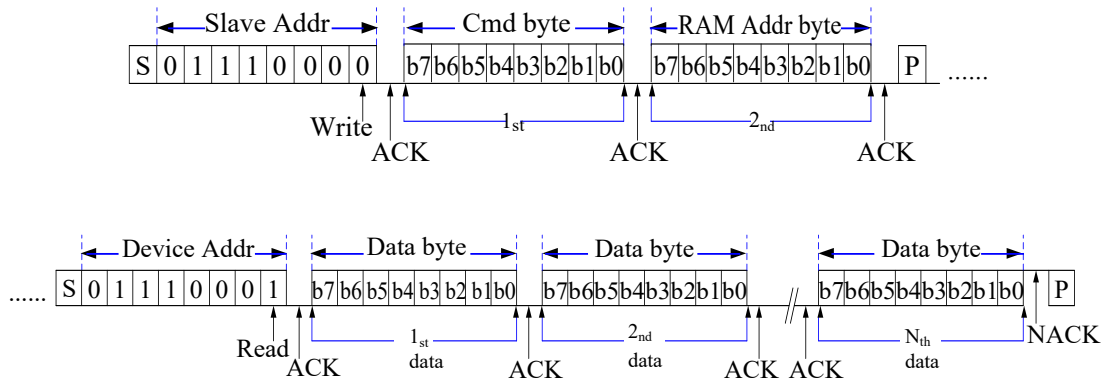 Slave Addr Cmd byte RAM Addr byte
S 0 1 1 1 0 0 0 0 b7 b6 b5 b4 b3 b2 b1 b0 b7 b6 b5 b4 b3 b2 b1 b0 P ......
1st 2nd
Write ACK ACK ACK
Device Addr Data byte Data byte Data byte
...... S 0 1 1 1 0 0 0 1 b7 b6 b5 b4 b3 b2 b1 b0 b7 b6 b5 b4 b3 b2 b1 b0 // b7 b6 b5 b4 b3 b2 b1 b0 P
1st 2nd Nth NACK
Read data data data
ACK ACK ACK ACK